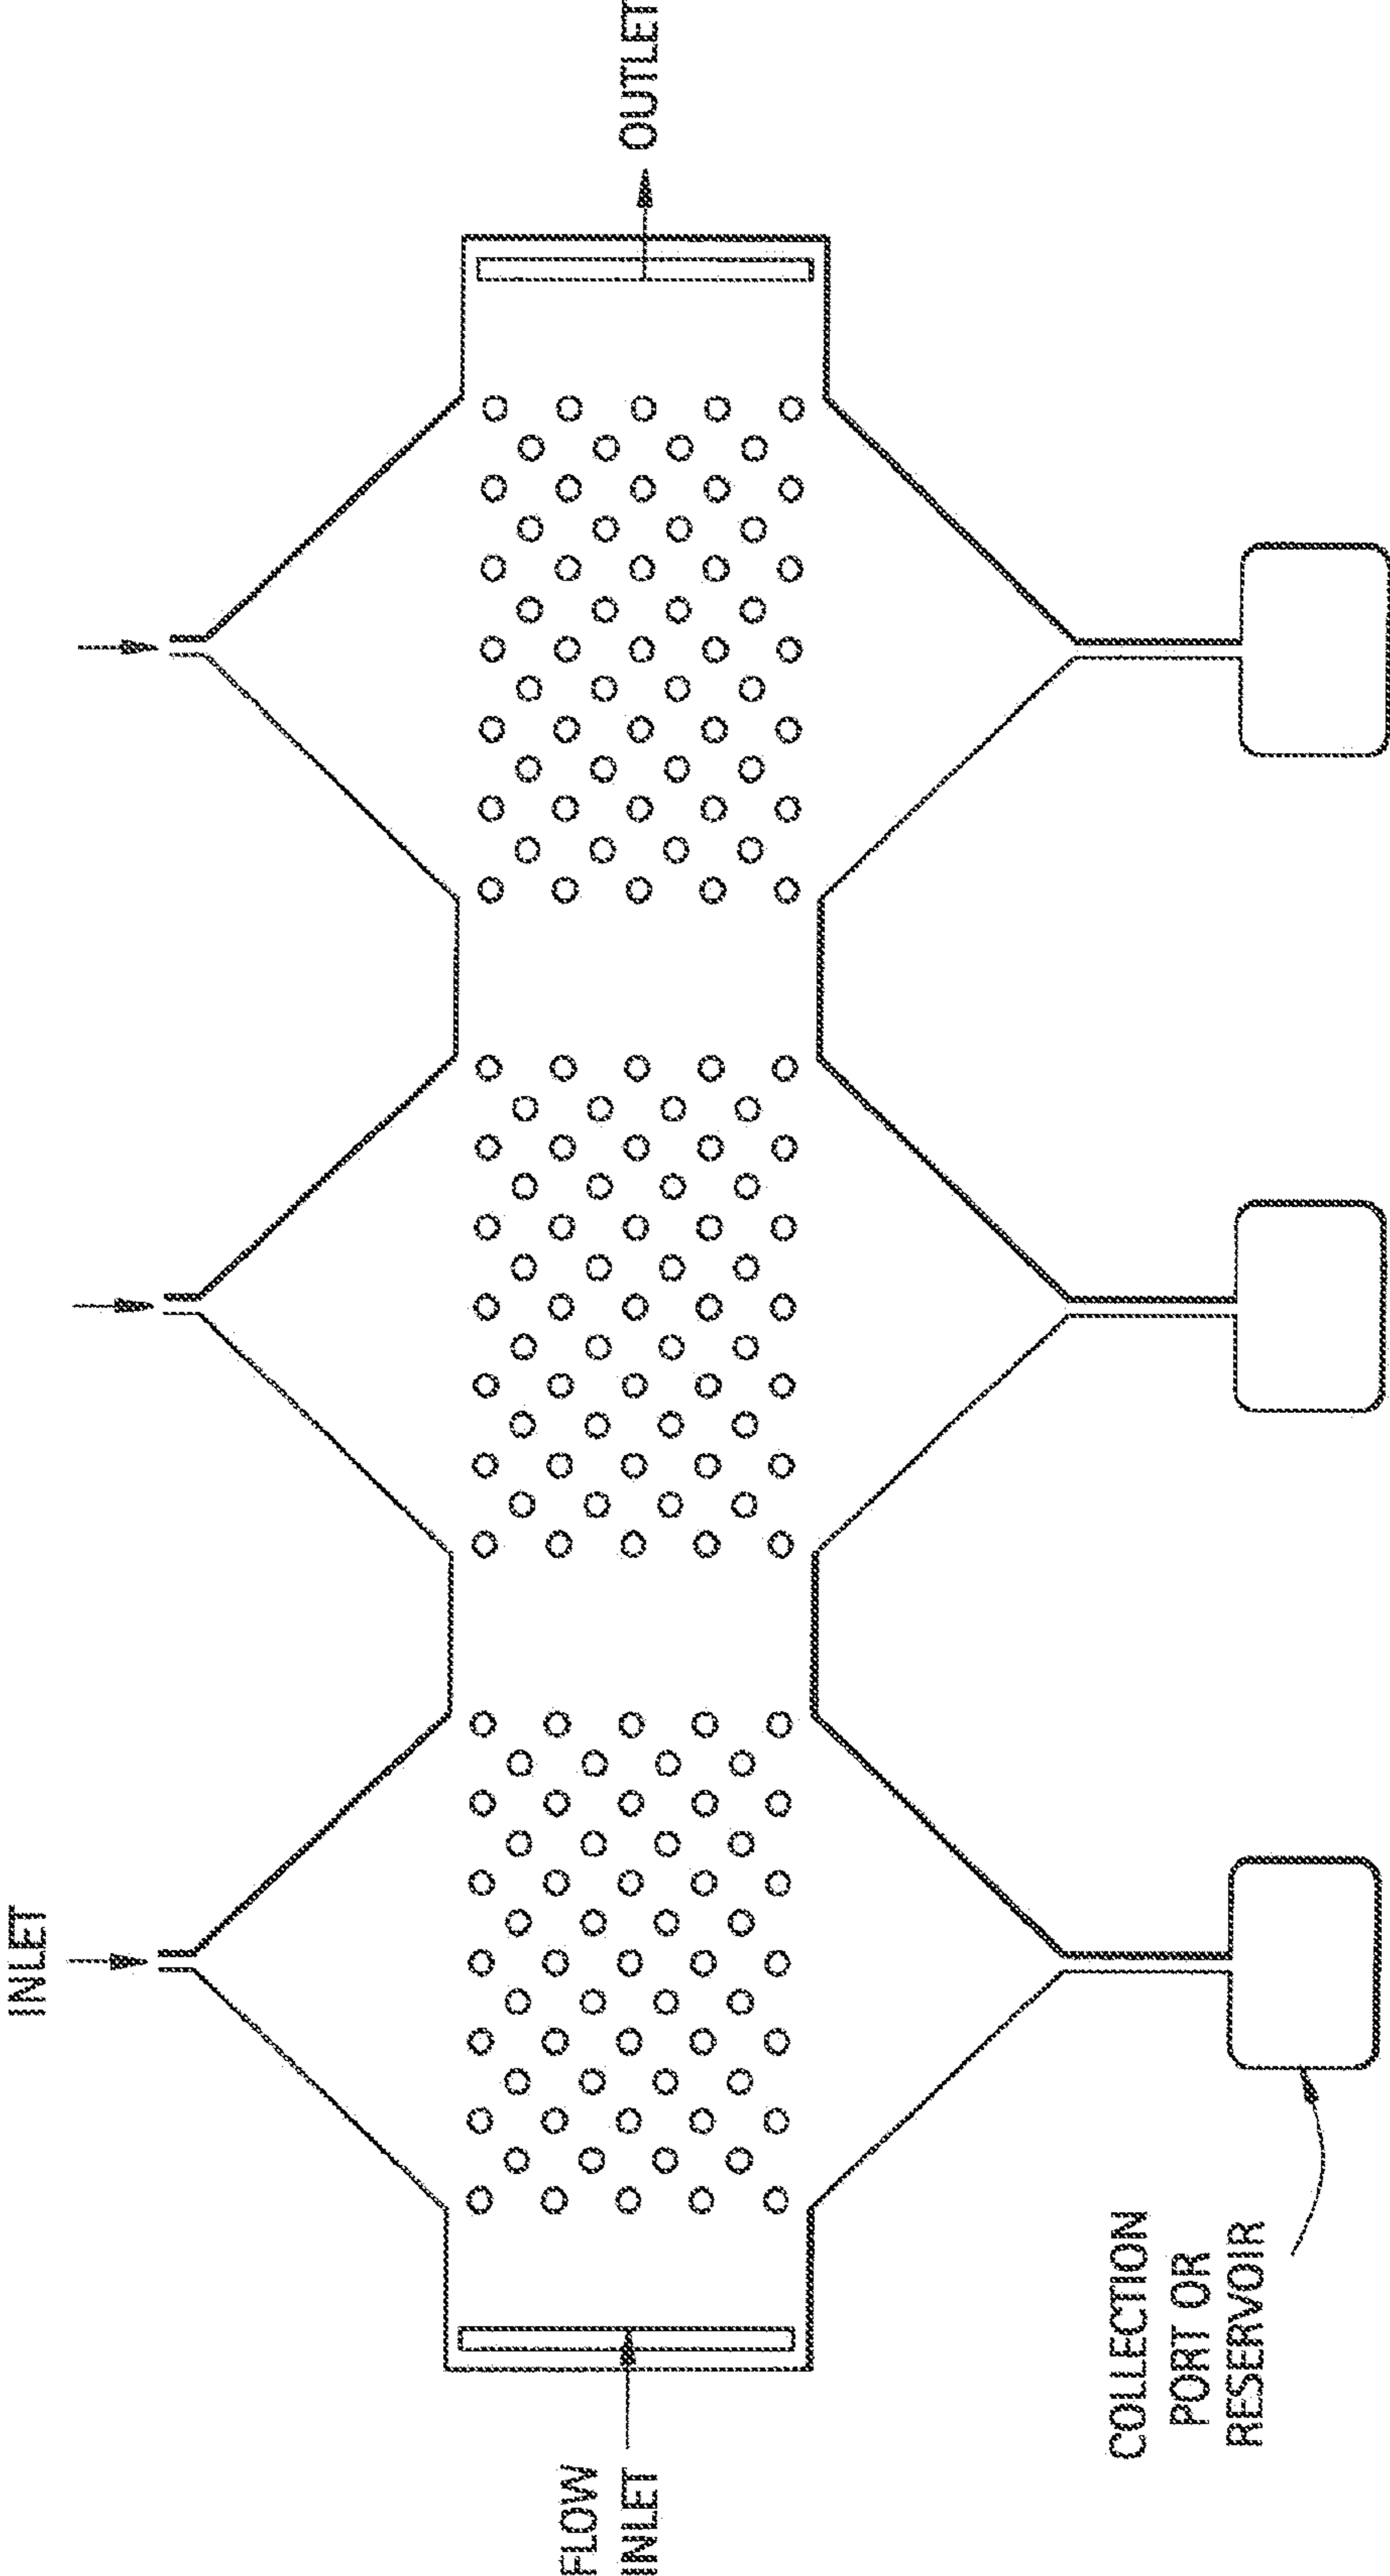 OUTLET
INLET
FLOW
INLET
COLLECTION
PORT OR
RESERVOIR